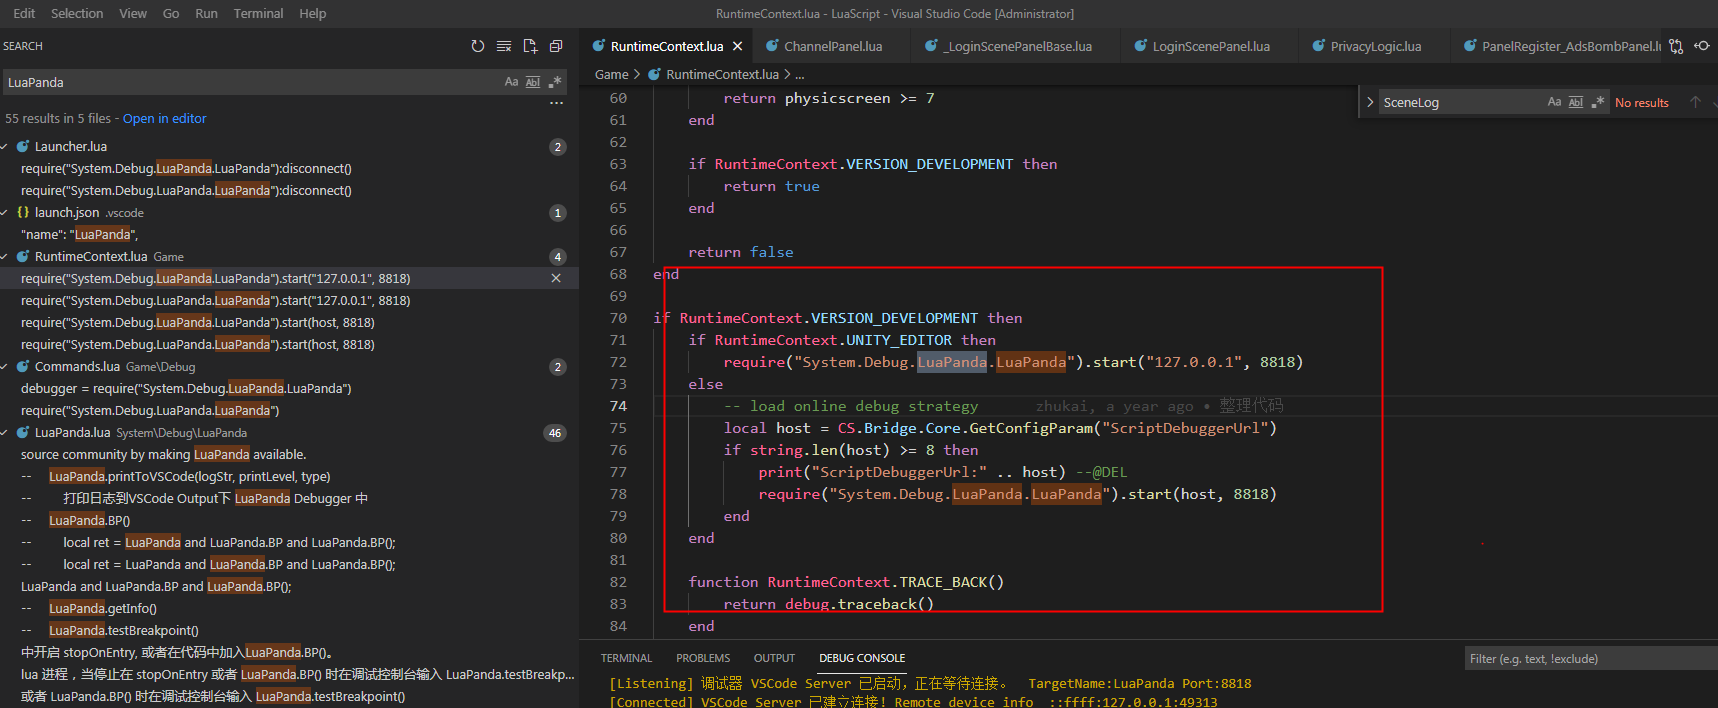 Edit Selection View Go Run Terminal Help RuntimeContext.lua - LuaScript - Visual Studio Code [Administrator]
SEARCH
LuaPanda Aa Abl .*
...
55 results in 5 files - Open in editor
Launcher.lua 2
require("System.Debug.LuaPanda.LuaPanda"):disconnect()
require("System.Debug.LuaPanda.LuaPanda"):disconnect()
{} launch.json .vscode 1
"name": "LuaPanda",
RuntimeContext.lua Game 4
require("System.Debug.LuaPanda.LuaPanda").start("127.0.0.1", 8818)
require("System.Debug.LuaPanda.LuaPanda").start("127.0.0.1", 8818)
require("System.Debug.LuaPanda.LuaPanda").start(host, 8818)
require("System.Debug.LuaPanda.LuaPanda").start(host, 8818)
Commands.lua Game\Debug 2
debugger = require("System.Debug.LuaPanda.LuaPanda")
require("System.Debug.LuaPanda.LuaPanda")
LuaPanda.lua System\Debug\LuaPanda 46
source community by making LuaPanda available.
-- LuaPanda.printToVSCode(logStr, printLevel, type)
-- 打印日志到VSCode Output下 LuaPanda Debugger 中
-- LuaPanda.BP()
-- local ret = LuaPanda and LuaPanda.BP and LuaPanda.BP();
-- local ret = LuaPanda and LuaPanda.BP and LuaPanda.BP();
LuaPanda and LuaPanda.BP and LuaPanda.BP();
-- LuaPanda.getInfo()
-- LuaPanda.testBreakpoint()
中开启 stopOnEntry, 或者在代码中加入LuaPanda.BP()。
lua 进程，当停止在 stopOnEntry 或者 LuaPanda.BP() 时在调试控制台输入 LuaPanda.testBreakp...
或者 LuaPanda.BP() 时在调试控制台输入 LuaPanda.testBreakpoint()
RuntimeContext.lua ChannelPanel.lua _LoginScenePanelBase.lua LoginScenePanel.lua PrivacyLogic.lua PanelRegister_AdsBombPanel.lu
Game > RuntimeContext.lua > ...
SceneLog Aa Abl .* No results
60 return physicscreen >= 7
61 end
62
63 if RuntimeContext.VERSION_DEVELOPMENT then
64 return true
65 end
66
67 return false
68 end
69
70 if RuntimeContext.VERSION_DEVELOPMENT then
71 if RuntimeContext.UNITY_EDITOR then
72 require("System.Debug.LuaPanda.LuaPanda").start("127.0.0.1", 8818)
73 else
74 -- load online debug strategy zhukai, a year ago • 整理代码
75 local host = CS.Bridge.Core.GetConfigParam("ScriptDebuggerUrl")
76 if string.len(host) >= 8 then
77 print("ScriptDebuggerUrl:" .. host) --@DEL
78 require("System.Debug.LuaPanda.LuaPanda").start(host, 8818)
79 end
80 end
81
82 function RuntimeContext.TRACE_BACK()
83 return debug.traceback()
84 end
TERMINAL PROBLEMS OUTPUT DEBUG CONSOLE Filter (e.g. text, !exclude)
[Listening] 调试器 VSCode Server 已启动，正在等待连接。 TargetName:LuaPanda Port:8818
[Connected] VSCode Server 已建立连接! Remote device info ::ffff:127.0.0.1:49313